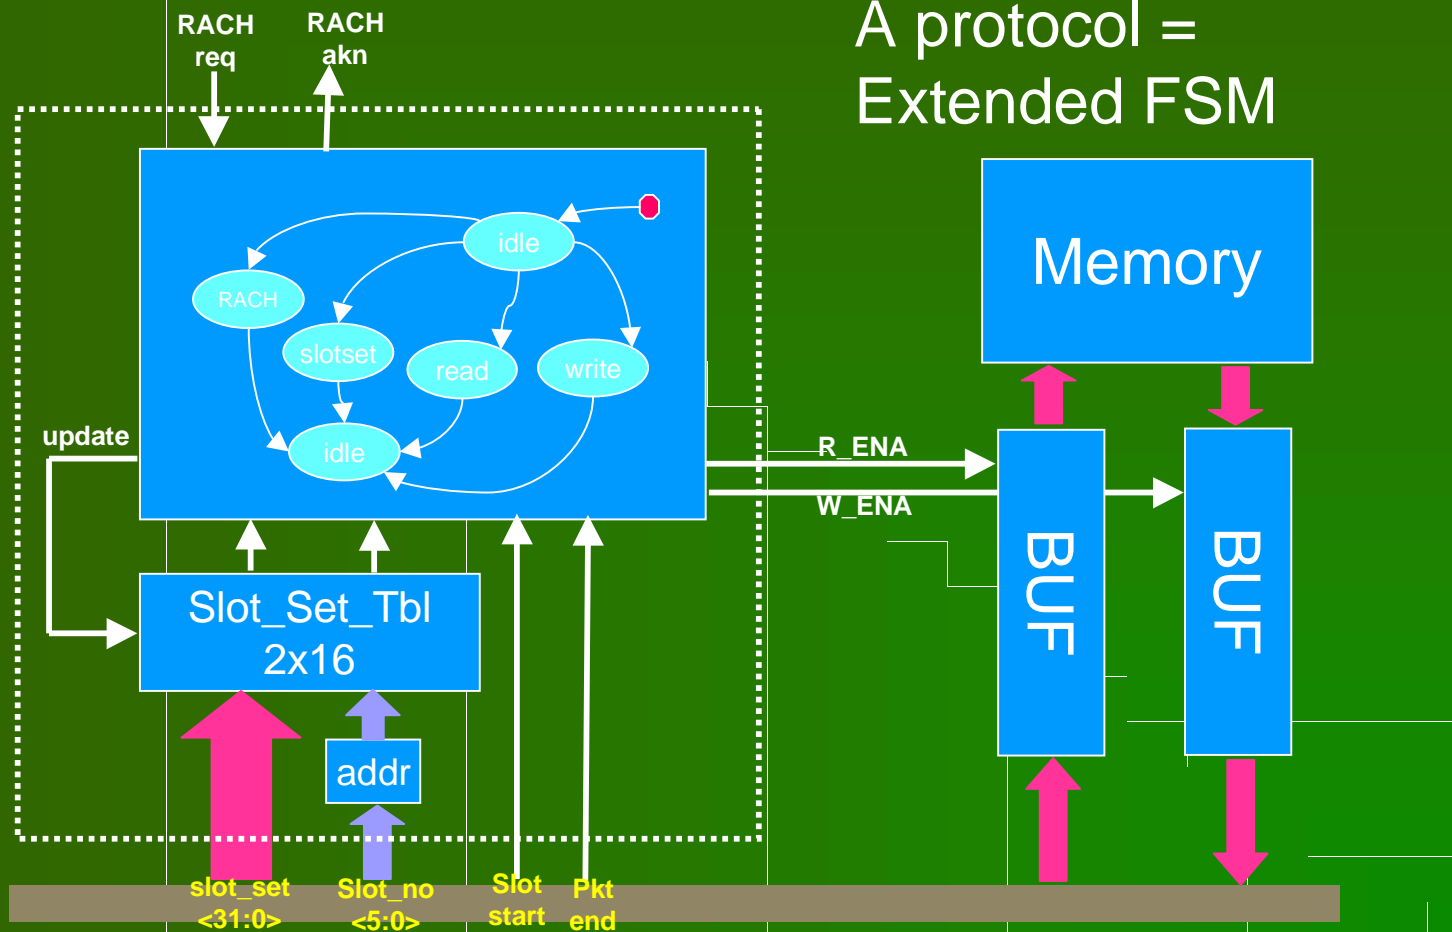 A protocol =
Extended FSM
RACH
req
RACH
akn
idle
RACH
slotset
read
write
idle
update
Slot_Set_Tbl
2x16
addr
slot_set
<31:0>
Slot_no
<5:0>
Slot
start
Pkt
end
R_ENA
W_ENA
Memory
BUF
BUF